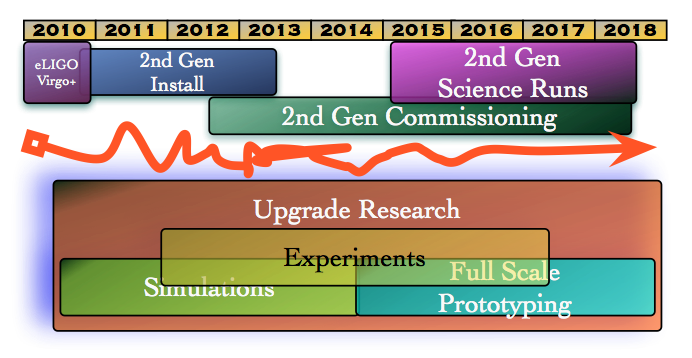 2010 2011 2012 2013 2014 2015 2016 2017 2018
eLIGO
Virgo+
2nd Gen
Install
2nd Gen
Science Runs
2nd Gen Commissioning
Upgrade Research
Experiments
Simulations
Full Scale
Prototyping